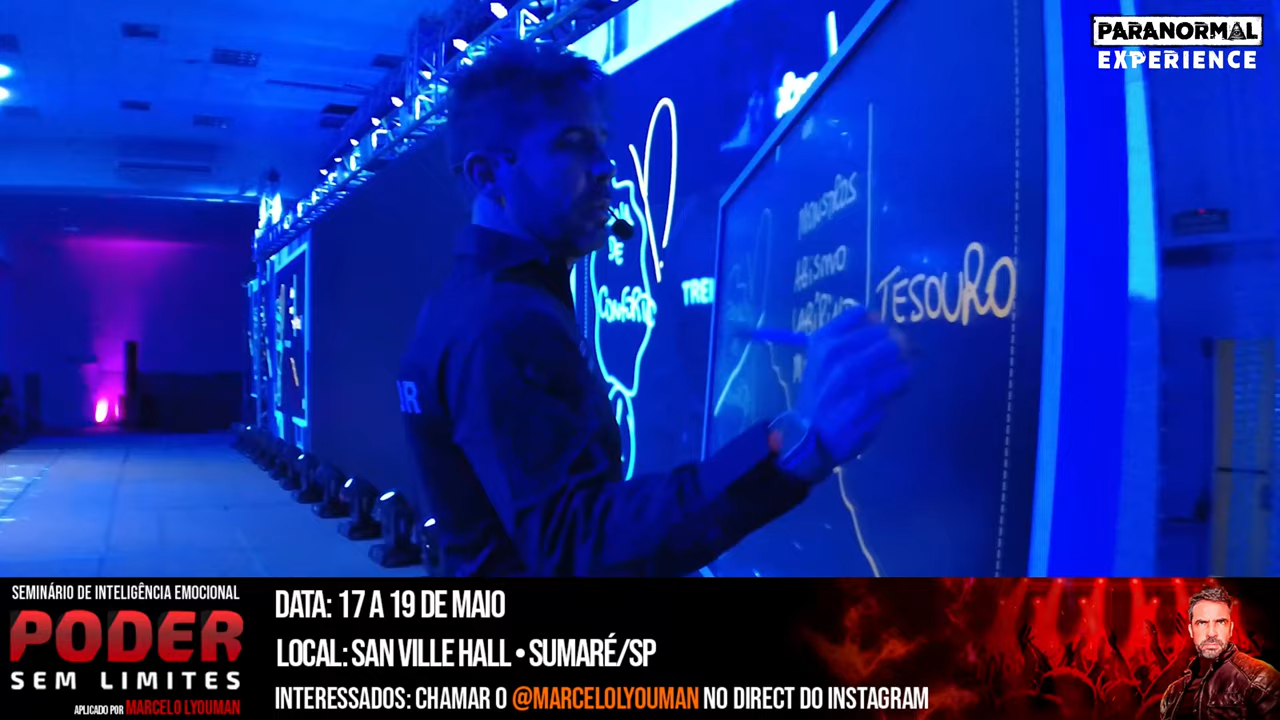 PARANORMAL
EXPERIENCE
DE
CONFORTO
TREI
MONSTROS
ABISMO
TESOURO
SEMINÁRIO DE INTELIGÊNCIA EMOCIONAL
PODER
SEM LIMITES
APLICADO POR MARCELO LYOUMAN
DATA: 17 A 19 DE MAIO
LOCAL: SAN VILLE HALL • SUMARÉ/SP
INTERESSADOS: CHAMAR O @MARCELOLYOUMAN NO DIRECT DO INSTAGRAM